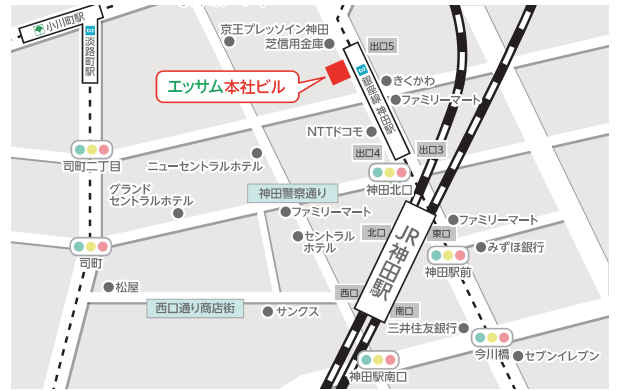 小川町駅
淡路町駅
京王プレッソイン神田
芝信用金庫
出口5
エッサム本社ビル
銀座線 神田駅
きくかわ
ファミリーマート
NTTドコモ
出口4
出口3
司町二丁目
ニューセントラルホテル
神田北口
グランド
セントラルホテル
神田警察通り
ファミリーマート
ファミリーマート
北口
東口
セントラル
ホテル
JR神田駅
みずほ銀行
司町
神田駅前
松屋
西口
西口通り商店街
サンクス
南口
三井住友銀行
今川橋
セブンイレブン
神田駅南口